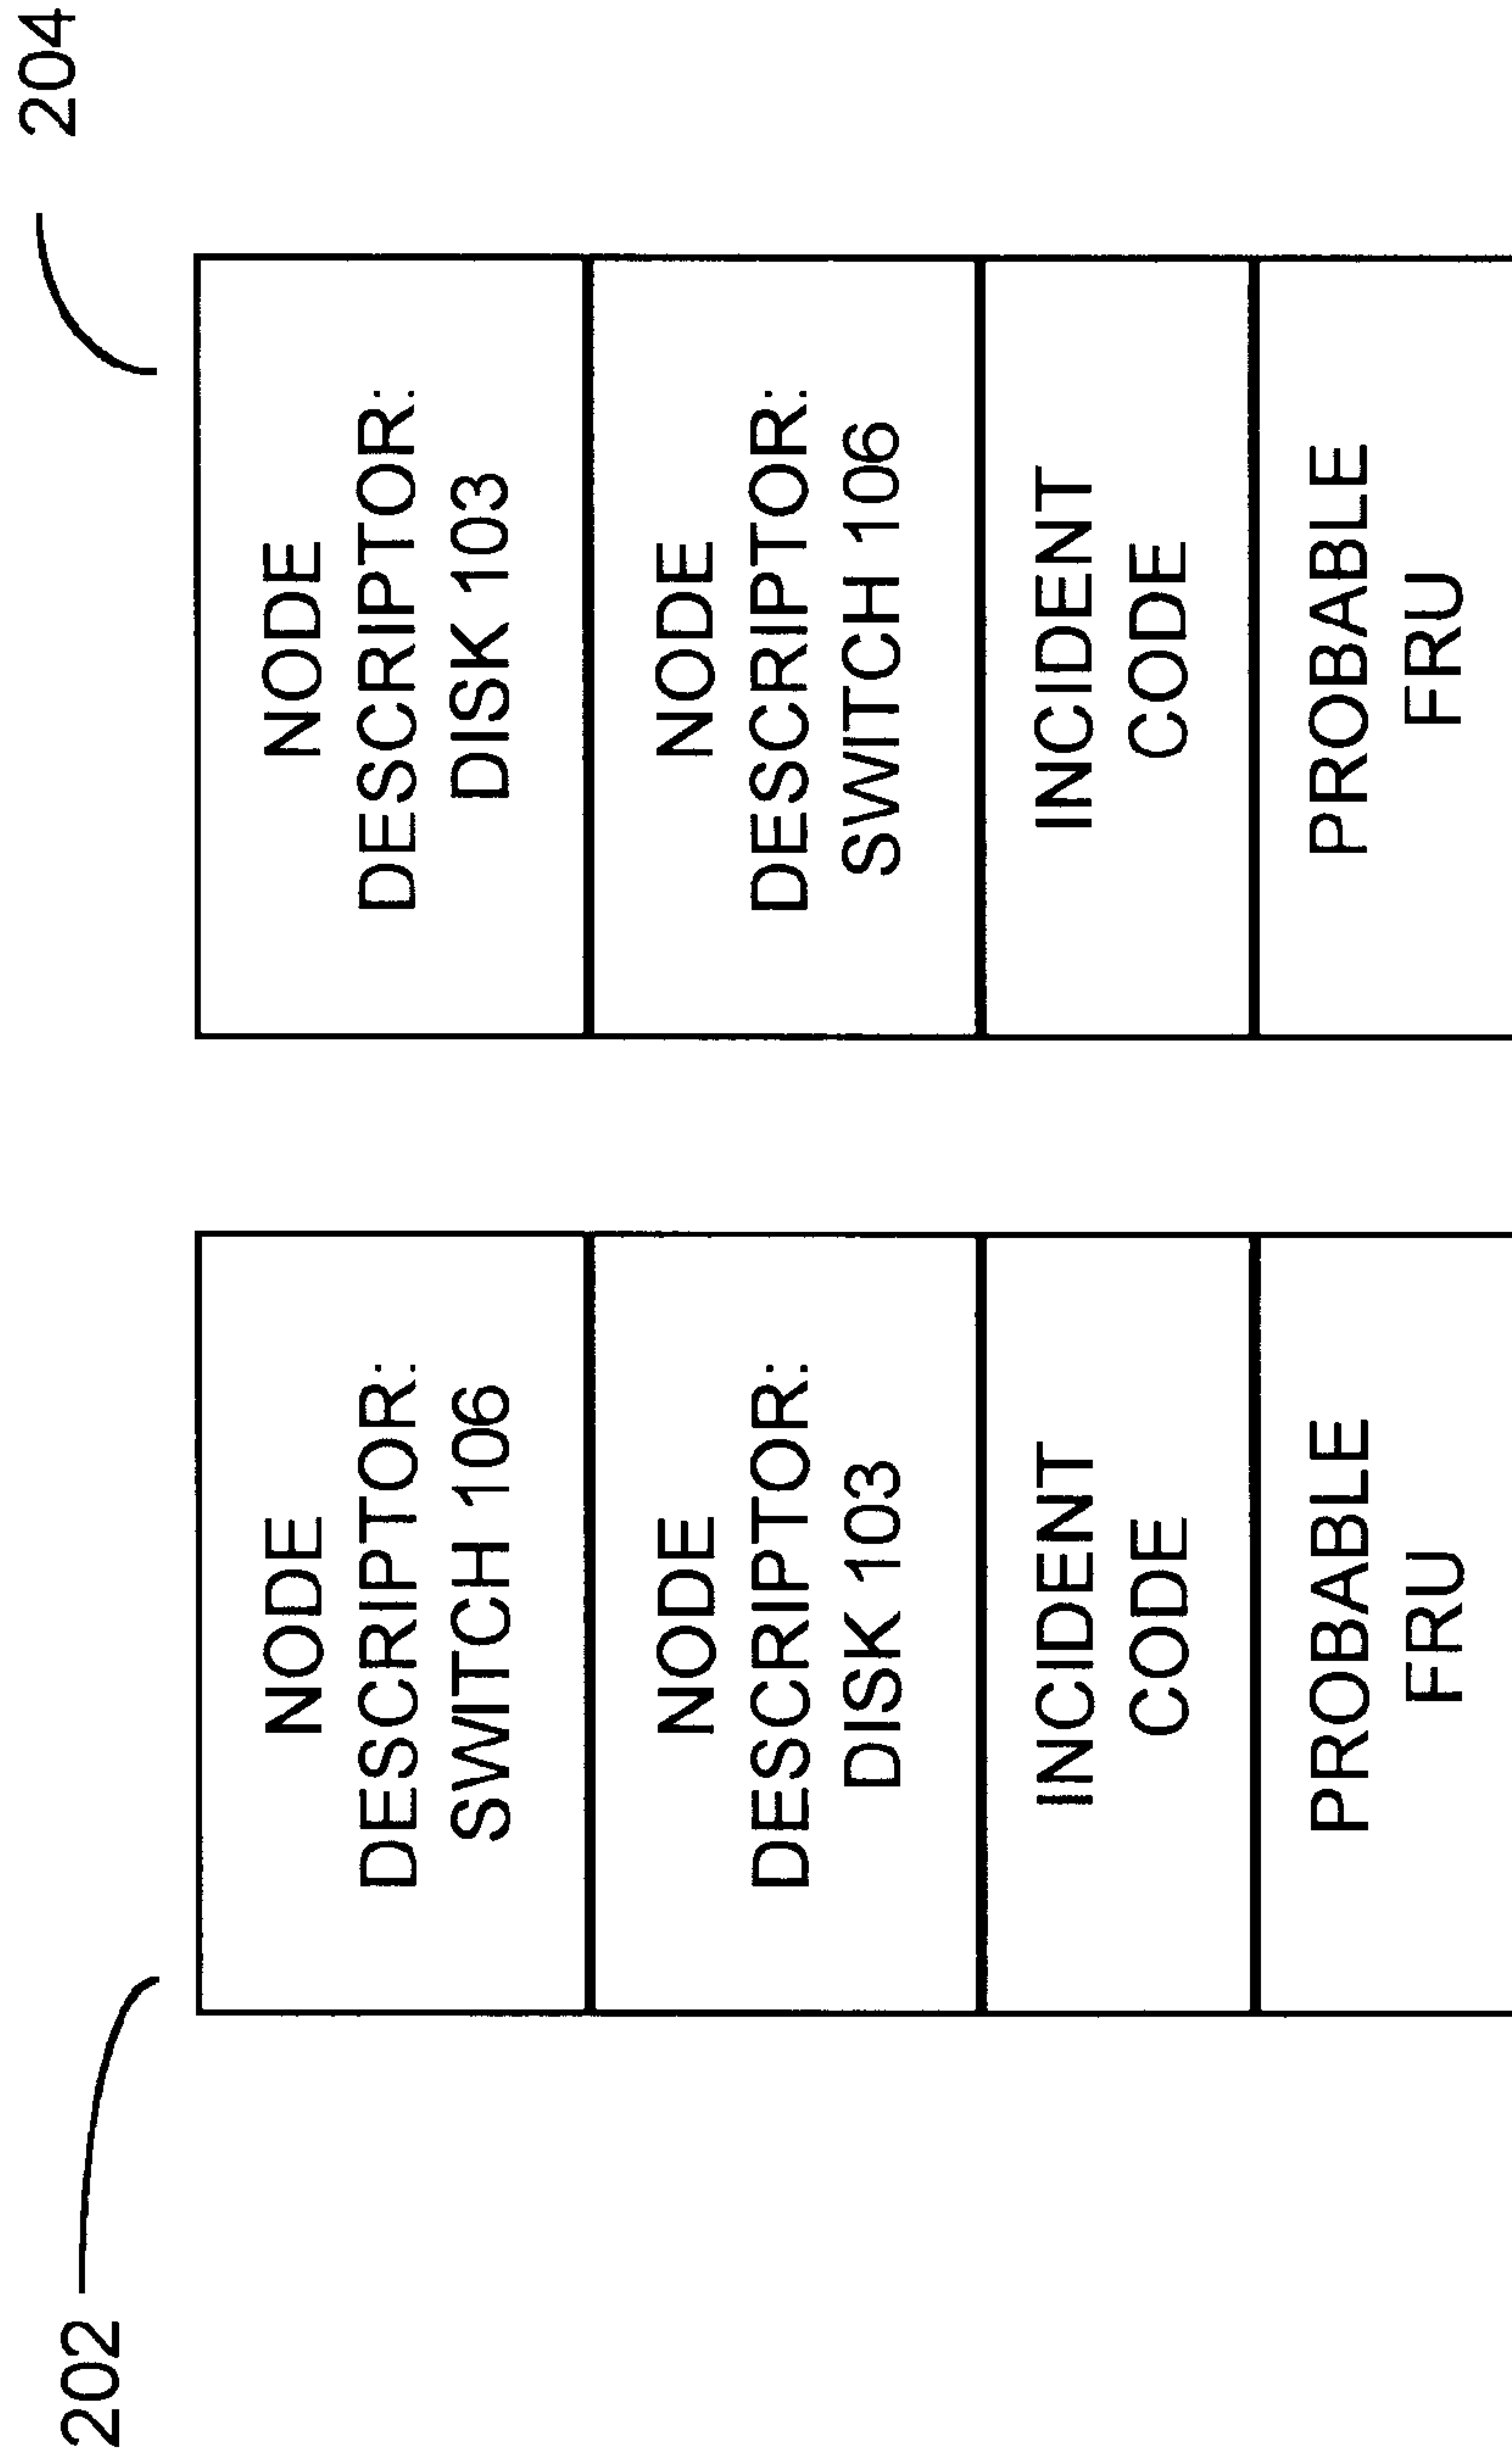 202
NODE
DESCRIPTOR:
SWITCH 106
NODE
DESCRIPTOR:
DISK 103
INCIDENT
CODE
PROBABLE
FRU
204
NODE
DESCRIPTOR:
DISK 103
NODE
DESCRIPTOR:
SWITCH 106
INCIDENT
CODE
PROBABLE
FRU